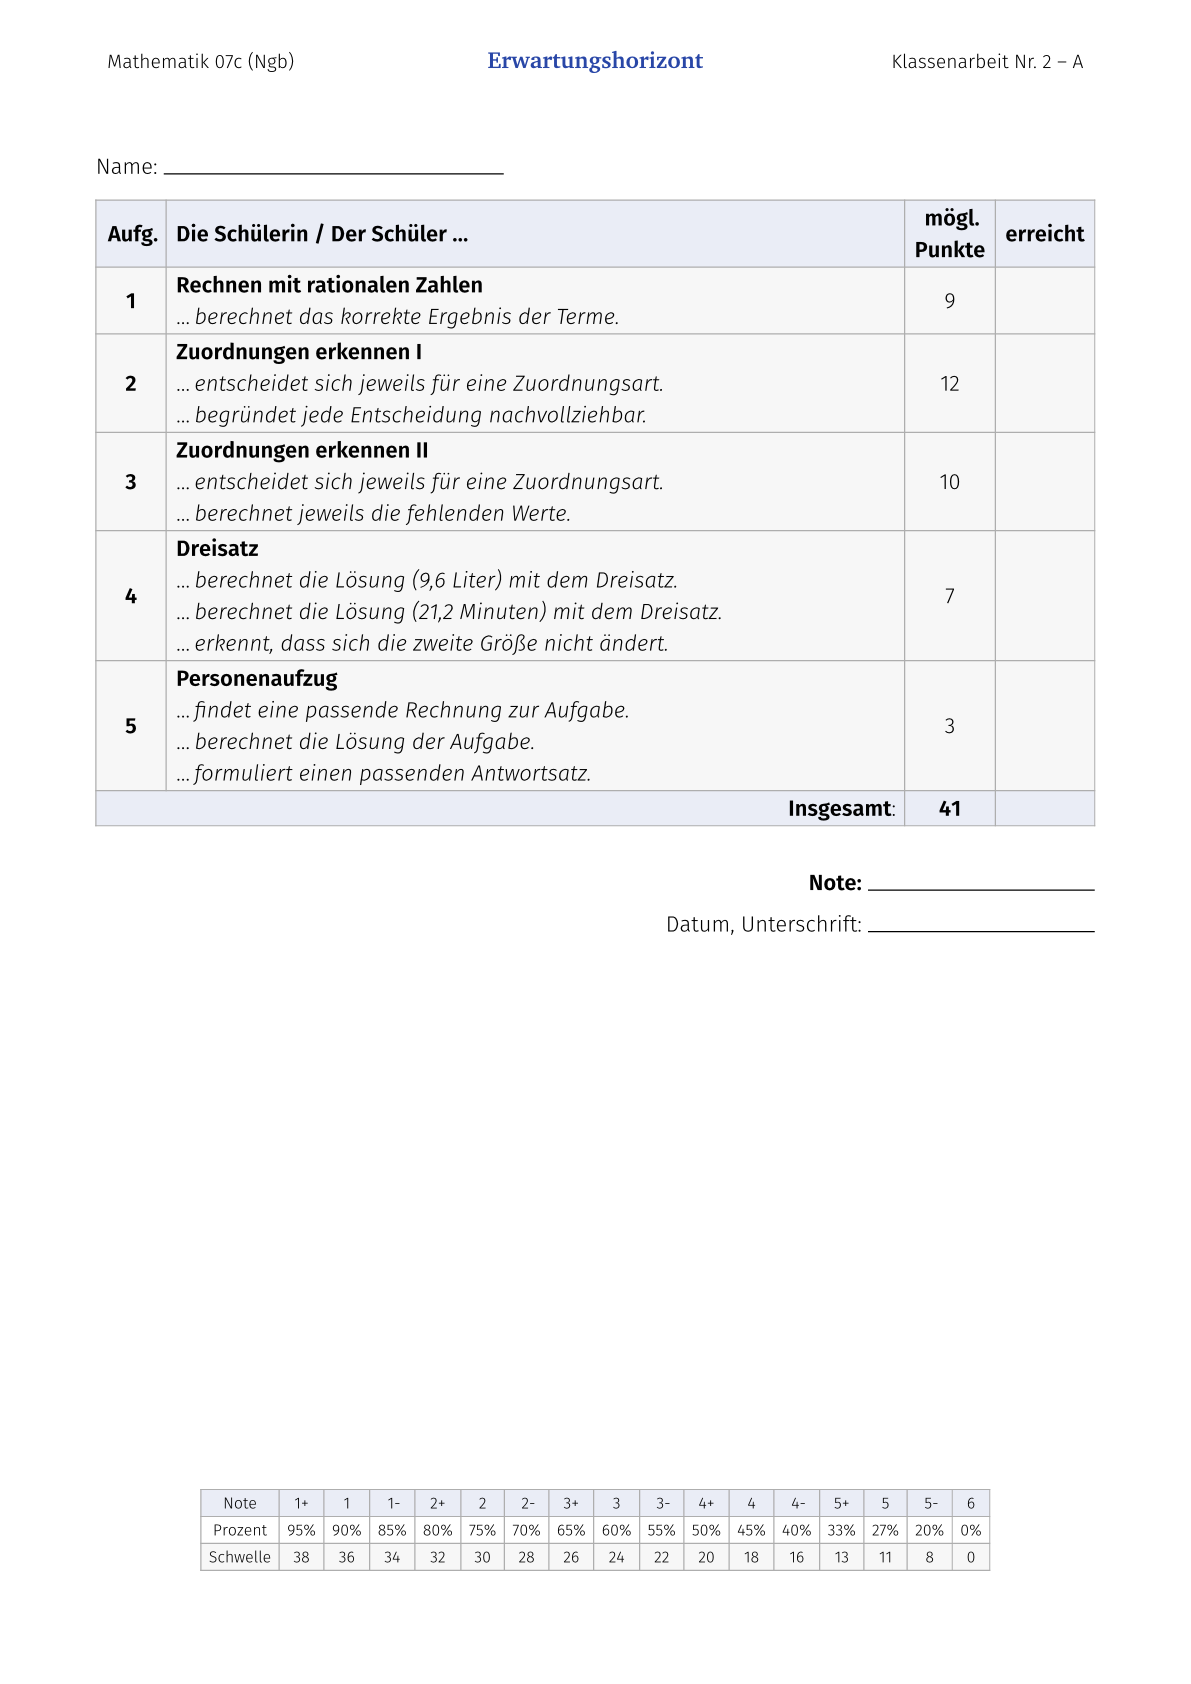 Mathematik 07c (Ngb) Erwartungshorizont Klassenarbeit Nr. 2 – A
Name:
Aufg. Die Schülerin / Der Schüler ... mögl. Punkte erreicht
1 Rechnen mit rationalen Zahlen 9
... berechnet das korrekte Ergebnis der Terme.
2 Zuordnungen erkennen I 12
... entscheidet sich jeweils für eine Zuordnungsart.
... begründet jede Entscheidung nachvollziehbar.
3 Zuordnungen erkennen II 10
... entscheidet sich jeweils für eine Zuordnungsart.
... berechnet jeweils die fehlenden Werte.
4 Dreisatz 7
... berechnet die Lösung (9,6 Liter) mit dem Dreisatz.
... berechnet die Lösung (21,2 Minuten) mit dem Dreisatz.
... erkennt, dass sich die zweite Größe nicht ändert.
5 Personenaufzug 3
... findet eine passende Rechnung zur Aufgabe.
... berechnet die Lösung der Aufgabe.
... formuliert einen passenden Antwortsatz.
Insgesamt: 41
Note:
Datum, Unterschrift:
Note 1+ 1 1- 2+ 2 2- 3+ 3 3- 4+ 4 4- 5+ 5 5- 6
Prozent 95% 90% 85% 80% 75% 70% 65% 60% 55% 50% 45% 40% 33% 27% 20% 0%
Schwelle 38 36 34 32 30 28 26 24 22 20 18 16 13 11 8 0